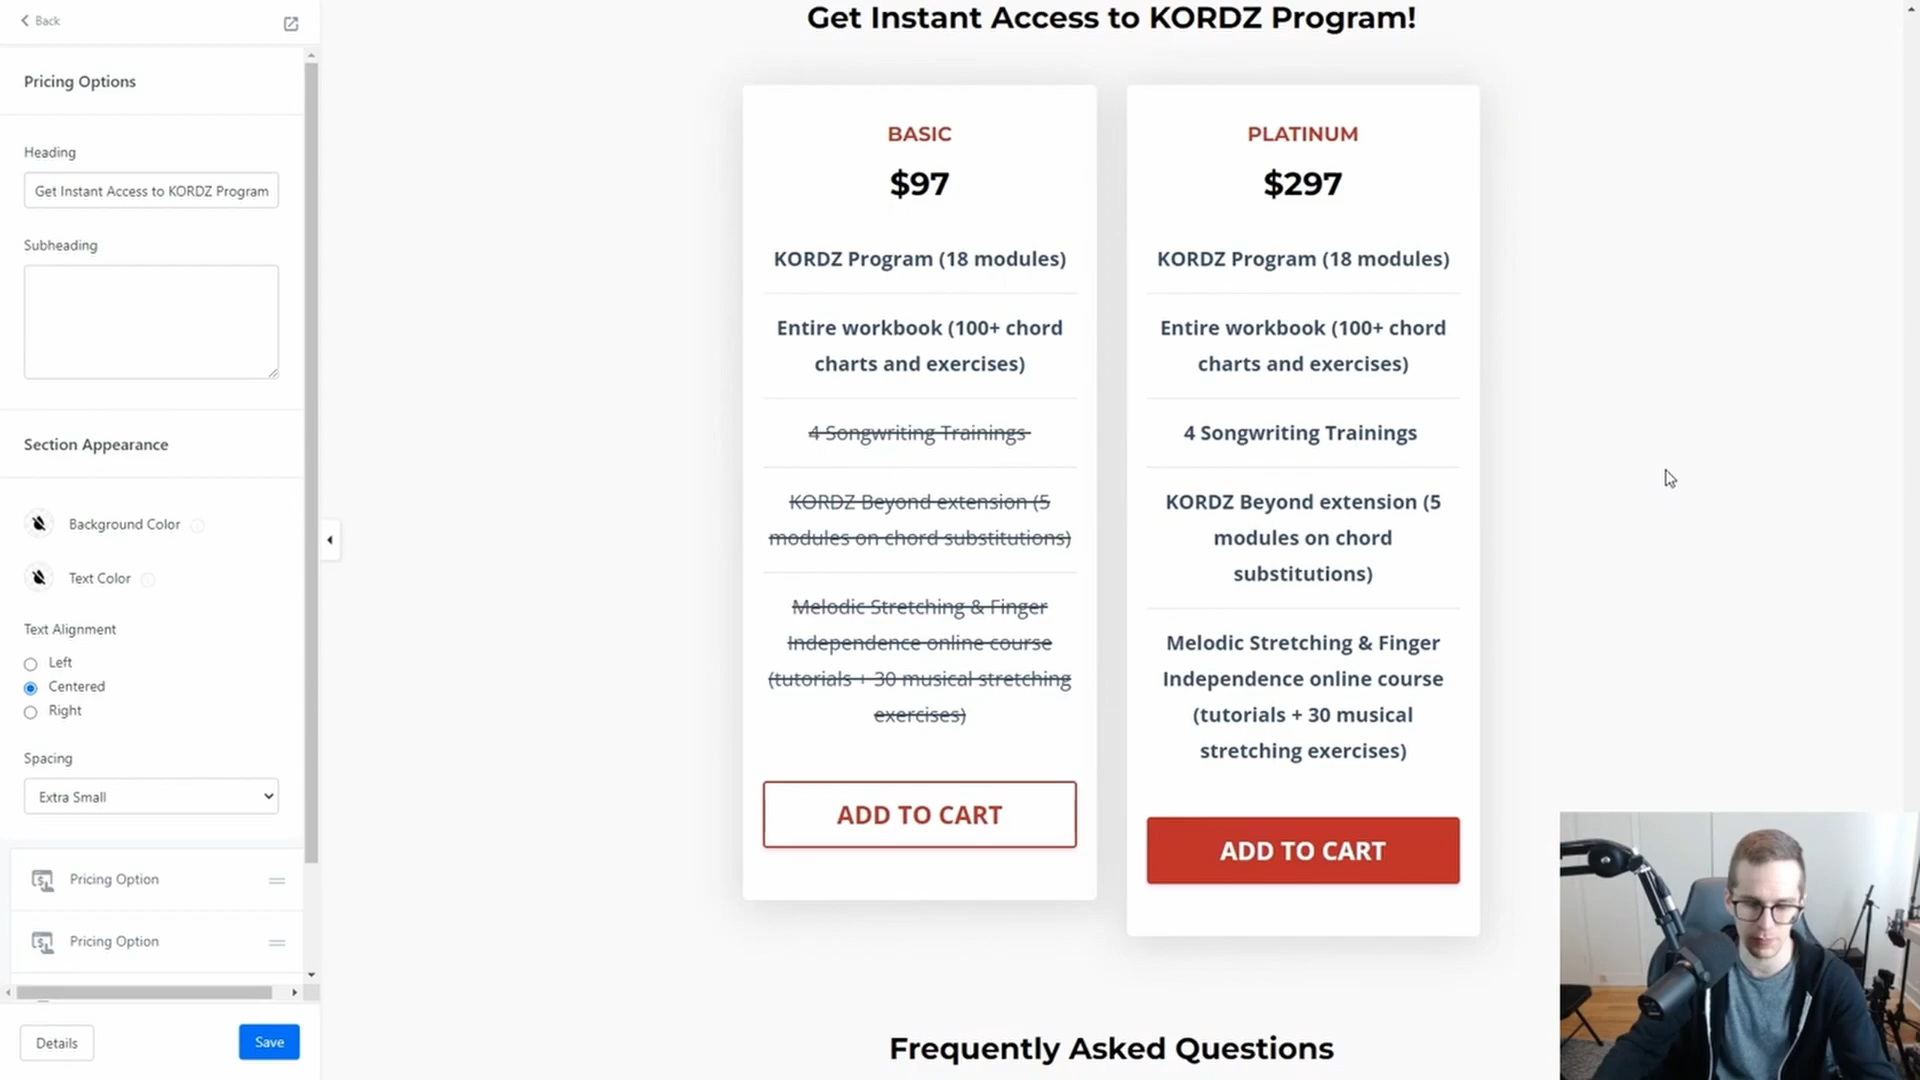 Back
Pricing Options
Heading
Get Instant Access to KORDZ Program
Subheading
Section Appearance
Background Color
Text Color
Text Alignment
Left
Centered
Right
Spacing
Extra Small
Pricing Option
Pricing Option
Details
Save
Get Instant Access to KORDZ Program!
BASIC
$97
KORDZ Program (18 modules)
Entire workbook (100+ chord
charts and exercises)
4 Songwriting Trainings
KORDZ Beyond extension (5
modules on chord substitutions)
Melodic Stretching & Finger
Independence online course
(tutorials + 30 musical stretching
exercises)
ADD TO CART
PLATINUM
$297
KORDZ Program (18 modules)
Entire workbook (100+ chord
charts and exercises)
4 Songwriting Trainings
KORDZ Beyond extension (5
modules on chord
substitutions)
Melodic Stretching & Finger
Independence online course
(tutorials + 30 musical
stretching exercises)
ADD TO CART
Frequently Asked Questions